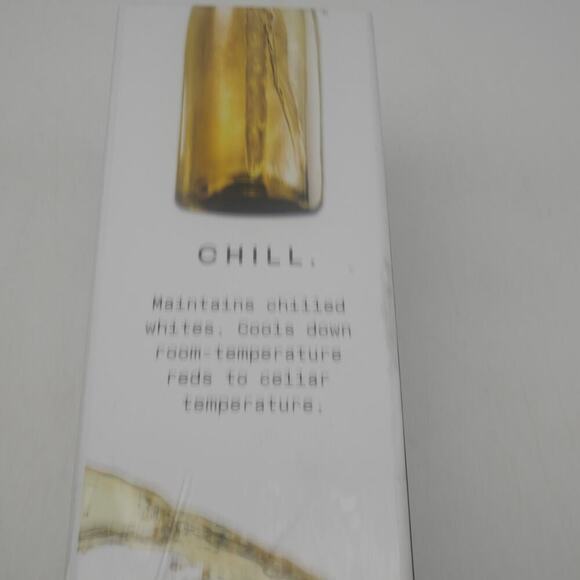 CHILL.
Maintains chilled
whites. Cools down
room-temperature
reds to cellar
temperature.